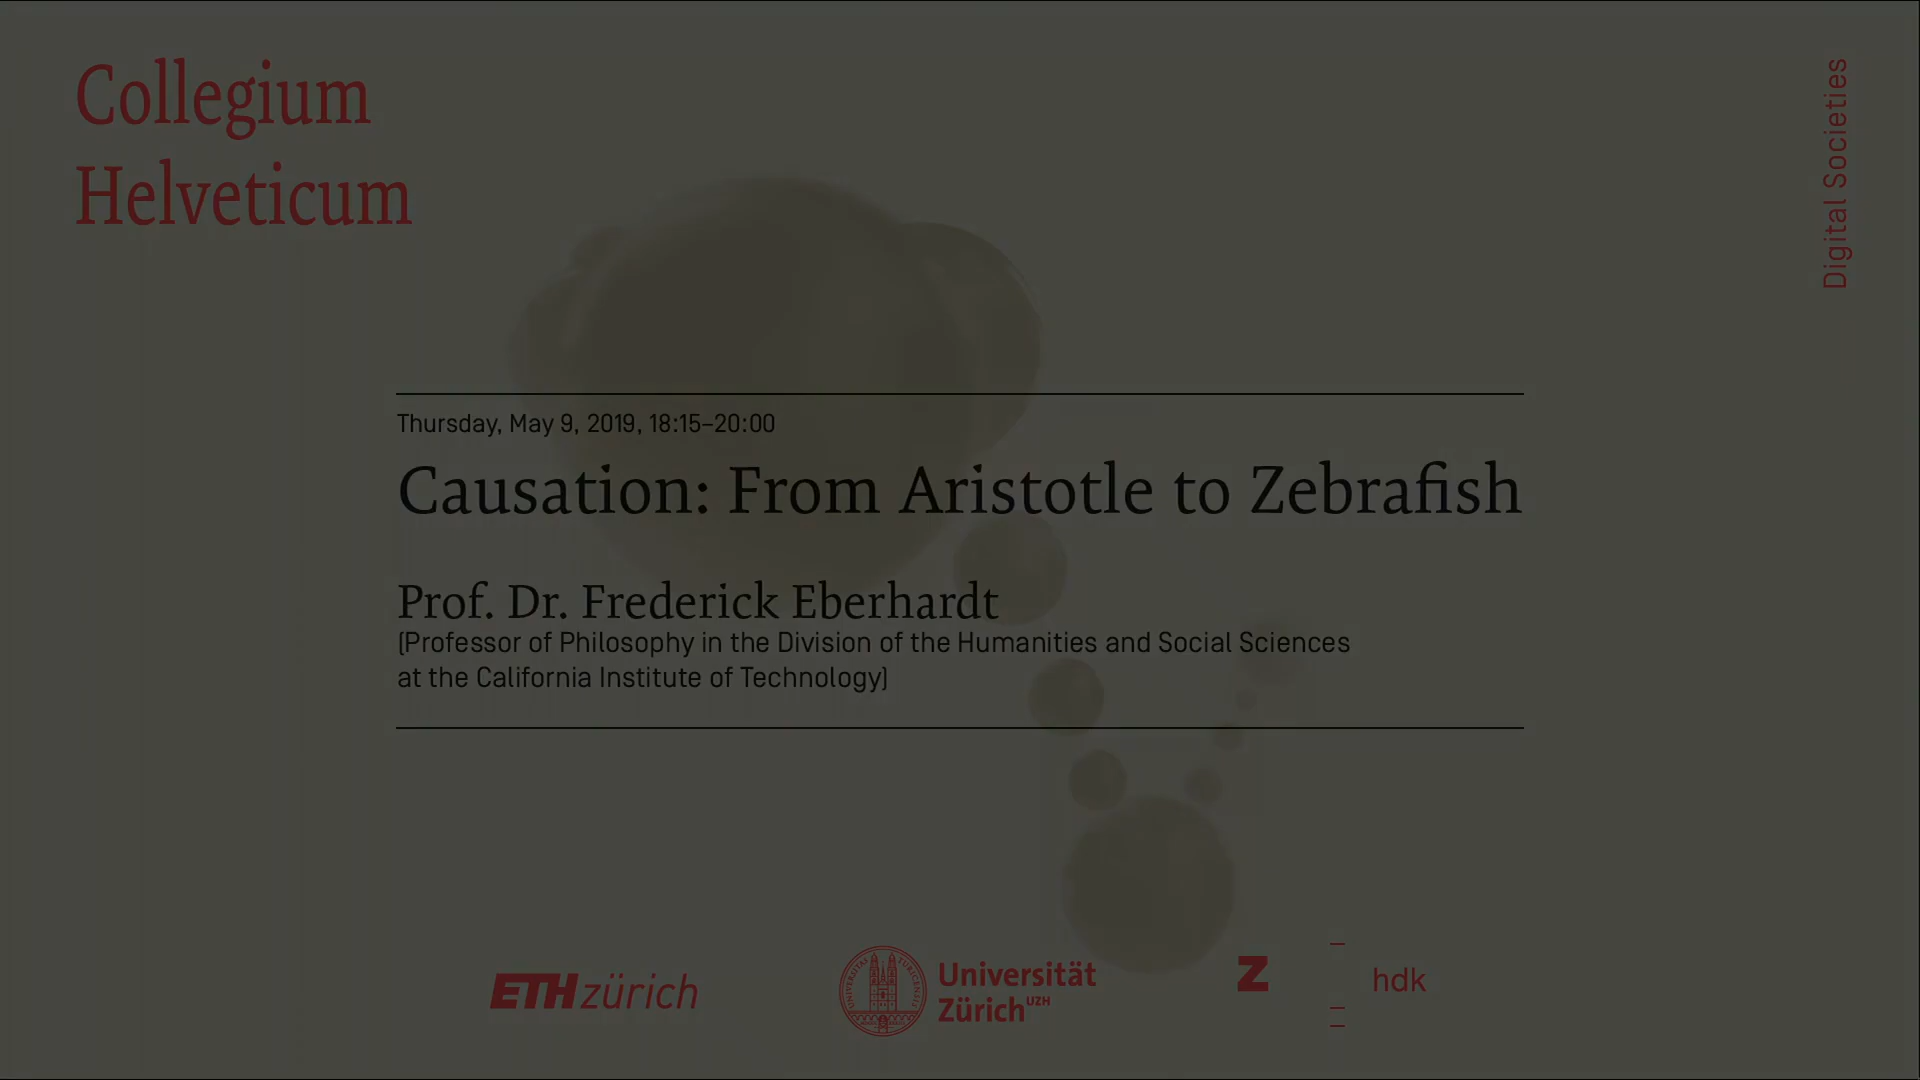 Collegium
Helveticum
Digital Societies
Thursday, May 9, 2019, 18:15–20:00
Causation: From Aristotle to Zebrafish
Prof. Dr. Frederick Eberhardt
(Professor of Philosophy in the Division of the Humanities and Social Sciences
at the California Institute of Technology)
ETH zürich
UNIVERSITAS TURICENSIS
Universität
Zürich UZH
Z hdk